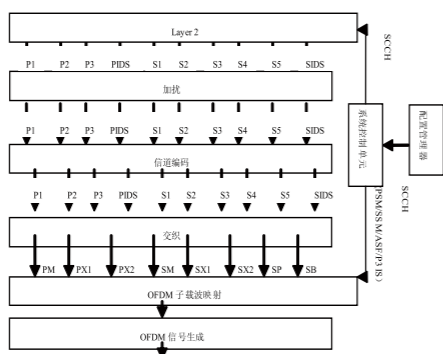 Layer 2
SCCH
P1 P2 P3 PIDS S1 S2 S3 S4 S5 SIDS
加扰
P1 P2 P3 PIDS S1 S2 S3 S4 S5 SIDS
系统控制单元
配置管理器
信道编码
SCCH
P1 P2 P3 PIDS S1 S2 S3 S4 S5 SIDS
(PSM/SSM/ASF/P3 IS)
交织
PM PX1 PX2 SM SX1 SX2 SP SB
OFDM 子载波映射
OFDM 信号生成